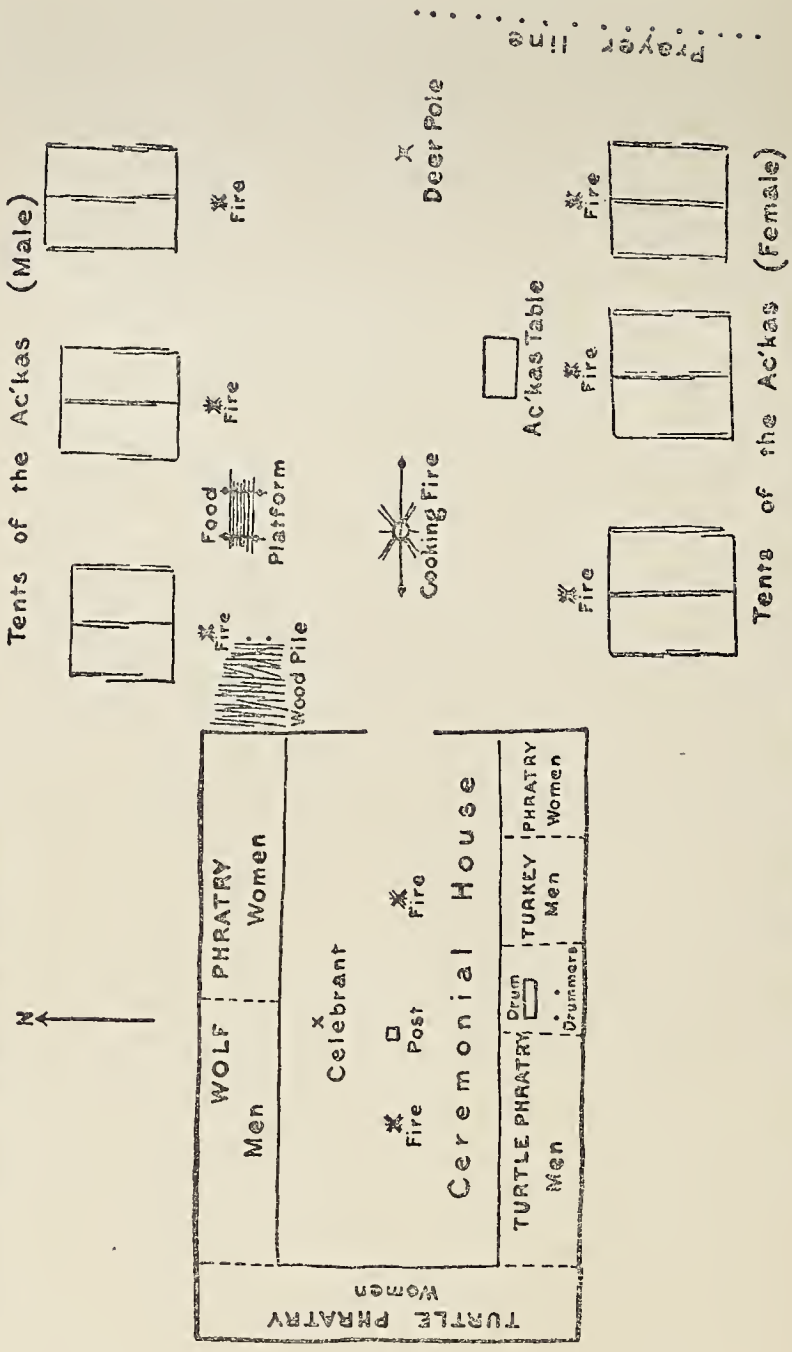 Tents of the Ac'kas (Male)
N
WOLF PHRATRY
Men
Women
Celebrant
Fire
Post
Fire
Ceremonial House
TURTLE PHRATRY
Women
TURTLE PHRATRY
Men
Drum
Drummers
TURKEY PHRATRY
Men
Women
Wood Pile
Fire
Food
Platform
Fire
Fire
Cooking Fire
Ac'kas Table
Deer Pole
Prayer line
Fire
Fire
Fire
Tents of the Ac'kas (Female)